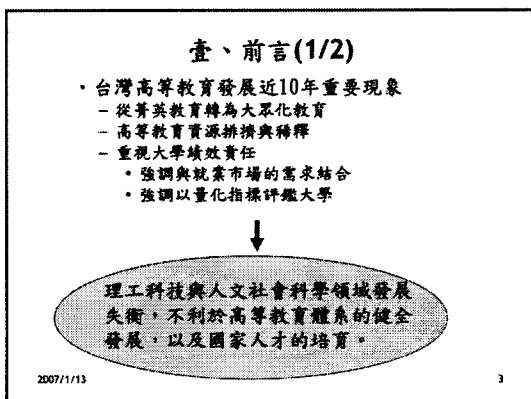 壹、前言(1/2)
・台灣高等教育發展近10年重要現象
– 從菁英教育轉為大眾化教育
– 高等教育資源排擠與稀釋
– 重視大學績效責任
• 強調與就業市場的需求結合
• 強調以量化指標評鑑大學
理工科技與人文社會科學領域發展
失衡，不利於高等教育體系的健全
發展，以及國家人才的培育。
2007/1/13
3